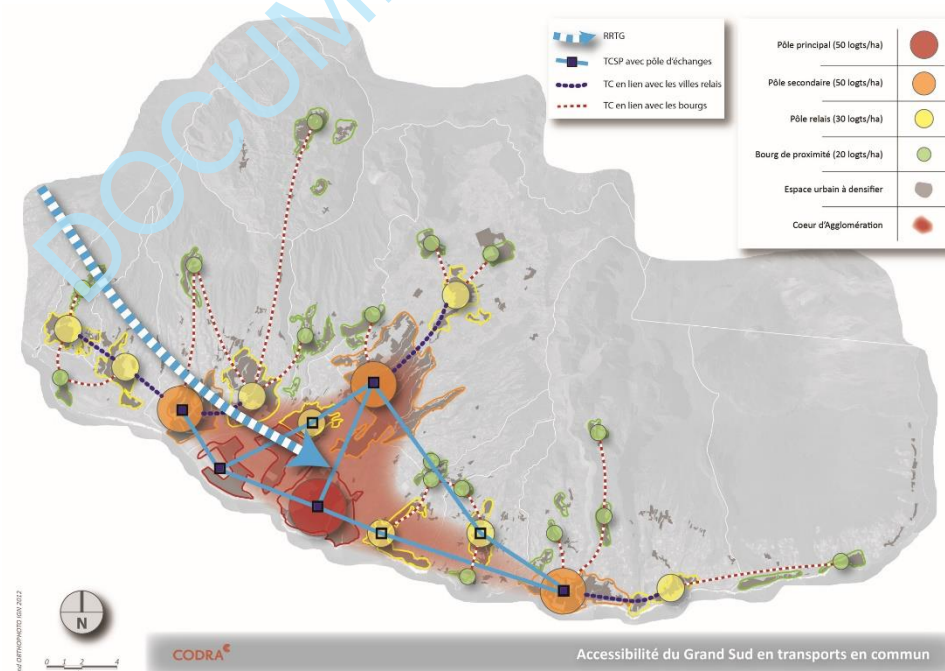 DOCUM
RRTG
TCSP avec pôle d'échanges
TC en lien avec les villes relais
TC en lien avec les bourgs
Pôle principal (50 logts/ha)
Pôle secondaire (50 logts/ha)
Pôle relais (30 logts/ha)
Bourg de proximité (20 logts/ha)
Espace urbain à densifier
Coeur d'Agglomération
N
0 1 2 4
ORTHOPHOTO IGN 2012
CODRA
Accessibilité du Grand Sud en transports en commun